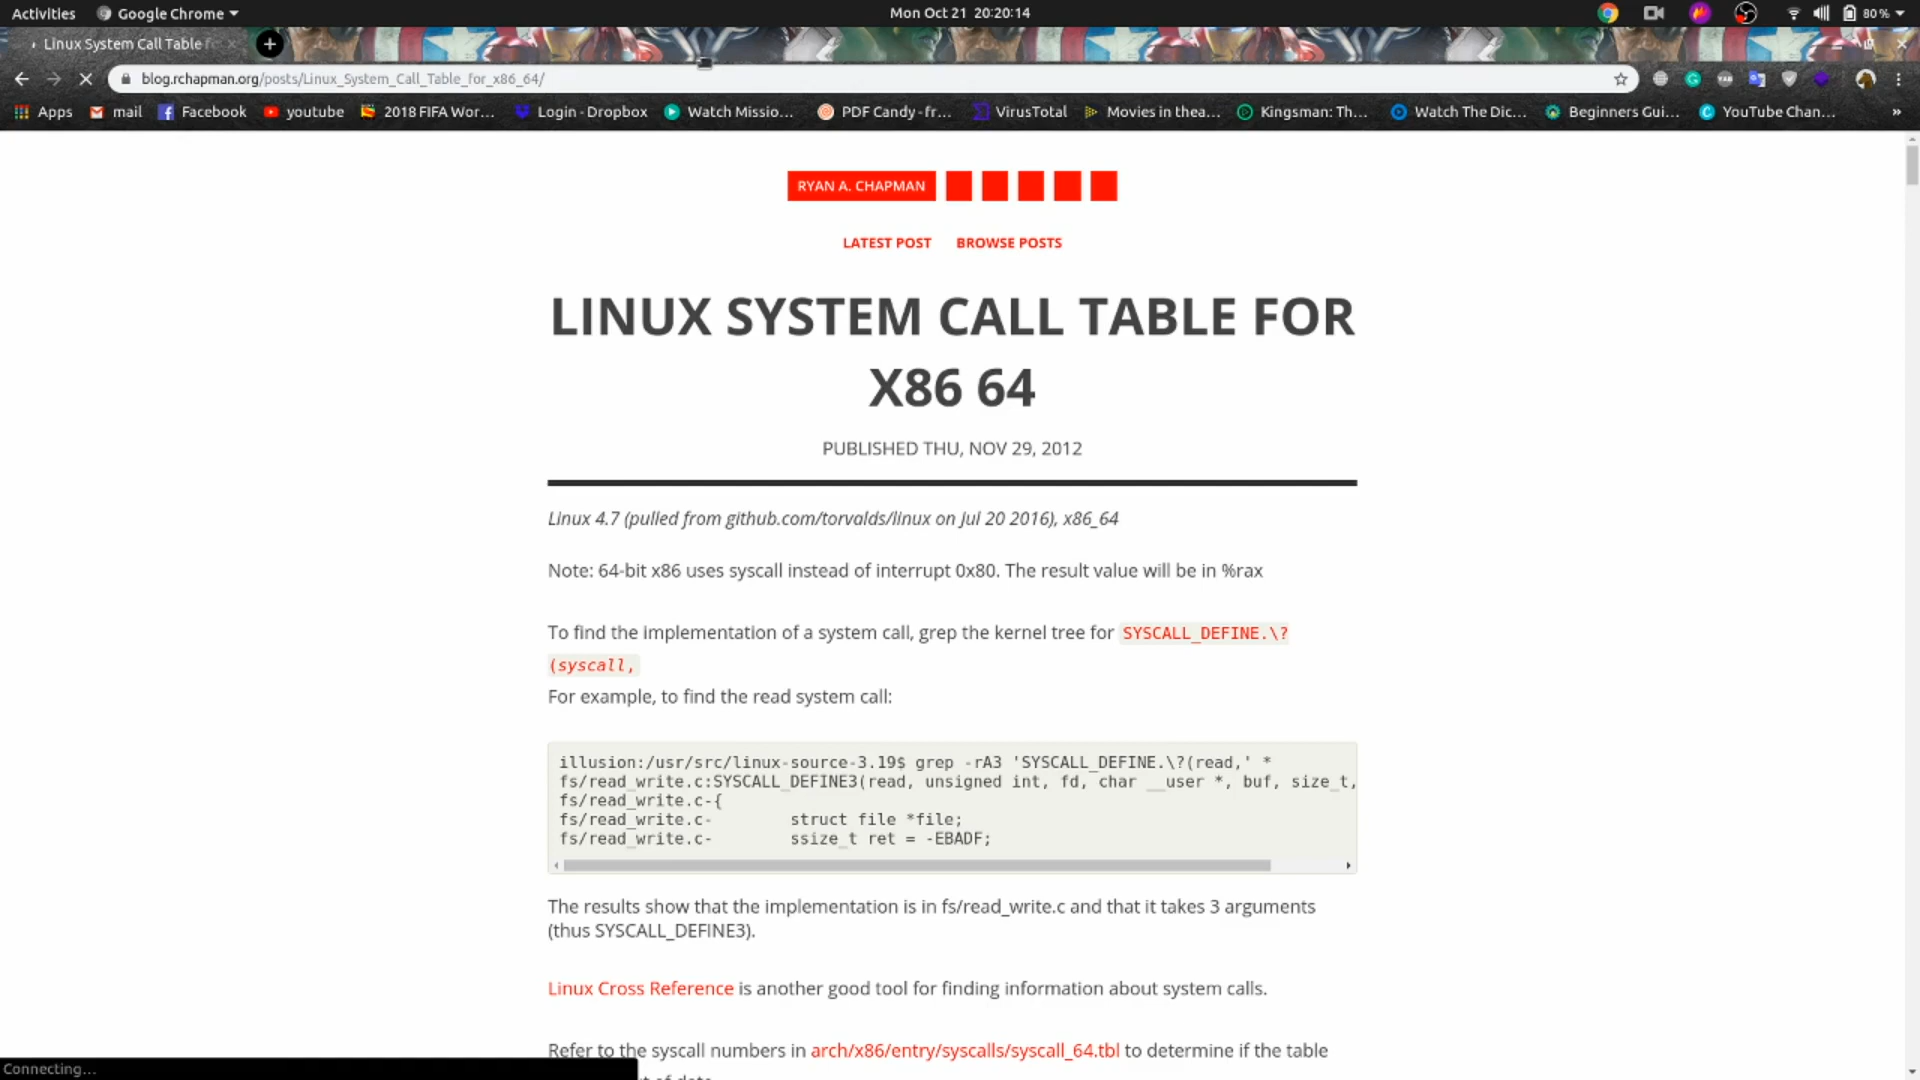 Activities Google Chrome Mon Oct 21 20:20:14 80%
Linux System Call Table
blog.rchapman.org/posts/Linux_System_Call_Table_for_x86_64/
Apps mail Facebook youtube 2018 FIFA Wor... Login - Dropbox Watch Missio... PDF Candy - fr... VirusTotal Movies in thea... Kingsman: Th... Watch The Dic... Beginners Gui... YouTube Chan... »
RYAN A. CHAPMAN
LATEST POST BROWSE POSTS
LINUX SYSTEM CALL TABLE FOR
X86 64
PUBLISHED THU, NOV 29, 2012
Linux 4.7 (pulled from github.com/torvalds/linux on Jul 20 2016), x86_64
Note: 64-bit x86 uses syscall instead of interrupt 0x80. The result value will be in %rax
To find the implementation of a system call, grep the kernel tree for SYSCALL_DEFINE.\?
(syscall,
For example, to find the read system call:
illusion:/usr/src/linux-source-3.19$ grep -rA3 'SYSCALL_DEFINE.\?(read,' *
fs/read_write.c:SYSCALL_DEFINE3(read, unsigned int, fd, char __user *, buf, size_t,
fs/read_write.c-{
fs/read_write.c- struct file *file;
fs/read_write.c- ssize_t ret = -EBADF;
The results show that the implementation is in fs/read_write.c and that it takes 3 arguments
(thus SYSCALL_DEFINE3).
Linux Cross Reference is another good tool for finding information about system calls.
Refer to the syscall numbers in arch/x86/entry/syscalls/syscall_64.tbl to determine if the table
Connecting...